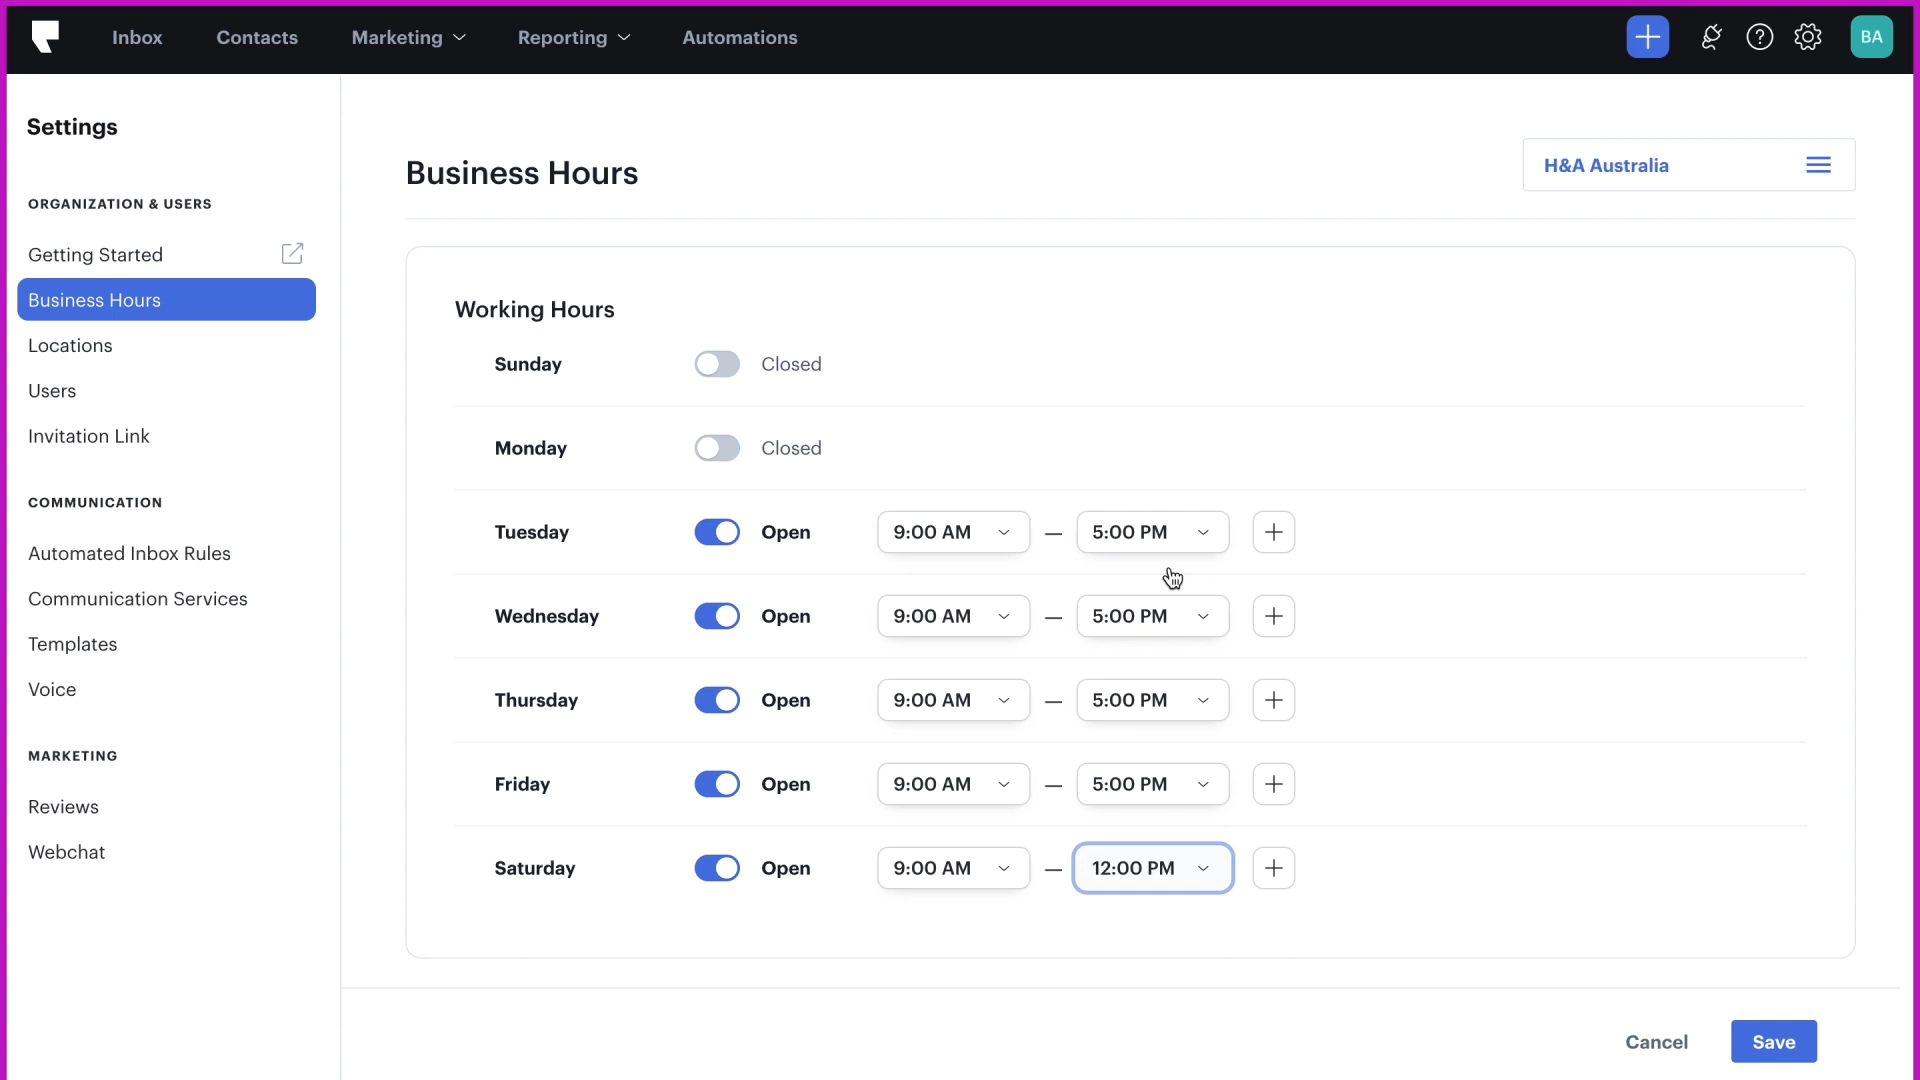 Inbox
Contacts
Marketing
Reporting
Automations
BA
Settings
ORGANIZATION & USERS
Getting Started
Business Hours
Locations
Users
Invitation Link
COMMUNICATION
Automated Inbox Rules
Communication Services
Templates
Voice
MARKETING
Reviews
Webchat
Business Hours
H&A Australia
Working Hours
Sunday Closed
Monday Closed
Tuesday Open 9:00 AM — 5:00 PM
Wednesday Open 9:00 AM — 5:00 PM
Thursday Open 9:00 AM — 5:00 PM
Friday Open 9:00 AM — 5:00 PM
Saturday Open 9:00 AM — 12:00 PM
Cancel Save